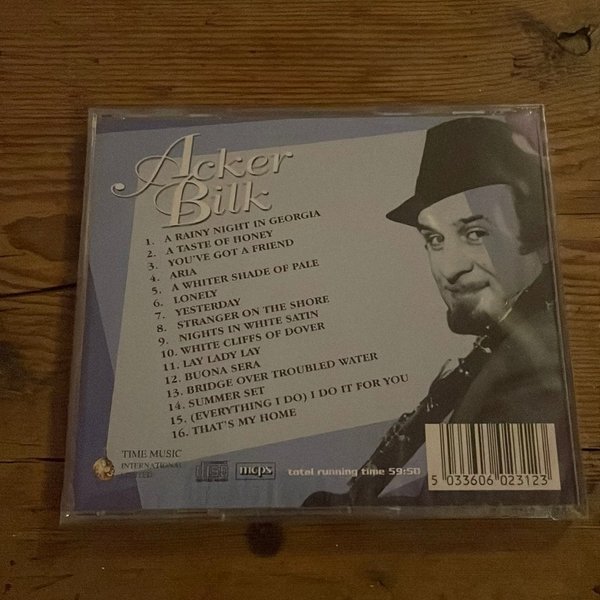 Acker
Bilk
1. A RAINY NIGHT IN GEORGIA
2. A TASTE OF HONEY
3. YOU'VE GOT A FRIEND
4. ARIA
5. A WHITER SHADE OF PALE
6. LONELY
7. YESTERDAY
8. STRANGER ON THE SHORE
9. NIGHTS IN WHITE SATIN
10. WHITE CLIFFS OF DOVER
11. LAY LADY LAY
12. BUONA SERA
13. BRIDGE OVER TROUBLED WATER
14. SUMMER SET
15. (EVERYTHING I DO) I DO IT FOR YOU
16. THAT'S MY HOME
TIME MUSIC
INTERNATIONAL
mcps
total running time 59:50
5 033606 023123